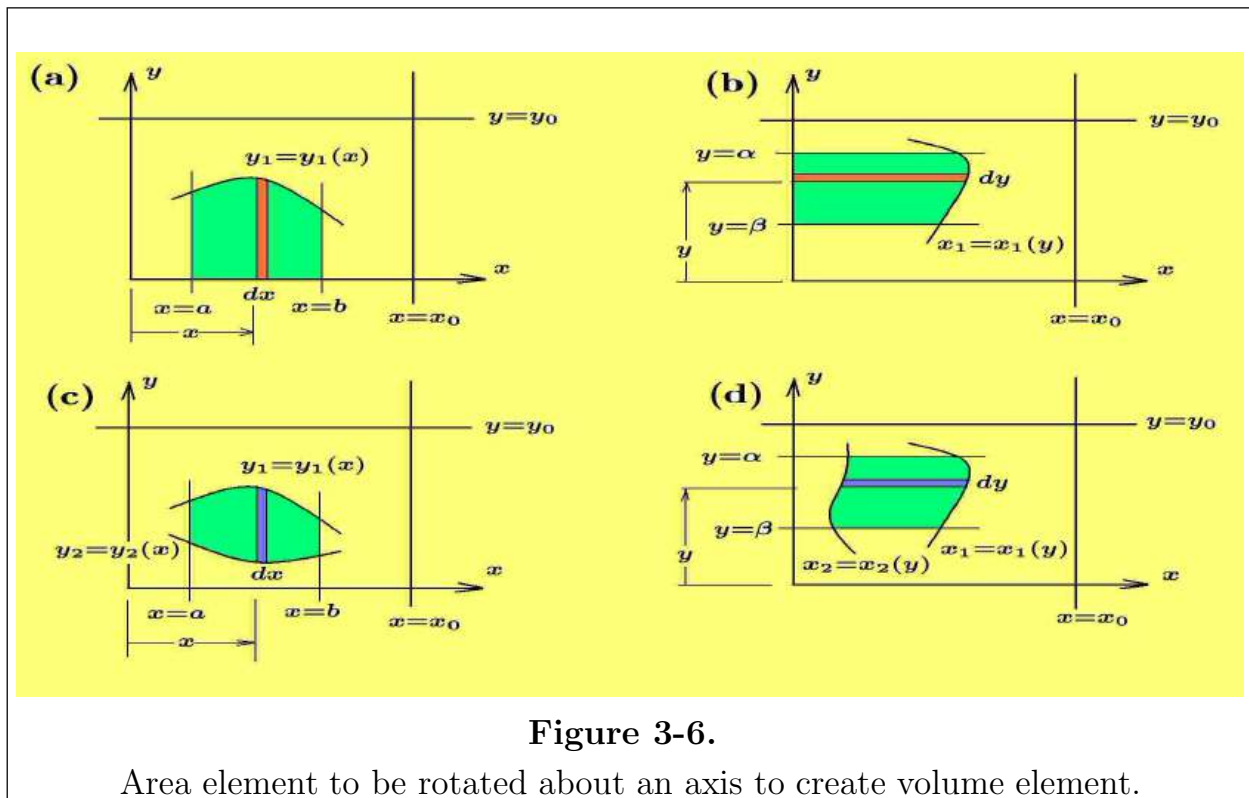 (a)
y
y=y₀
y₁=y₁(x)
x
x=a
dx
x=b
x=x₀
x
(b)
y
y=y₀
y=α
dy
y=β
x₁=x₁(y)
y
x
x=x₀
(c)
y
y=y₀
y₁=y₁(x)
y₂=y₂(x)
dx
x
x=a
x=b
x=x₀
x
(d)
y
y=y₀
y=α
dy
y=β
x₁=x₁(y)
y
x₂=x₂(y)
x
x=x₀
Figure 3-6.
Area element to be rotated about an axis to create volume element.